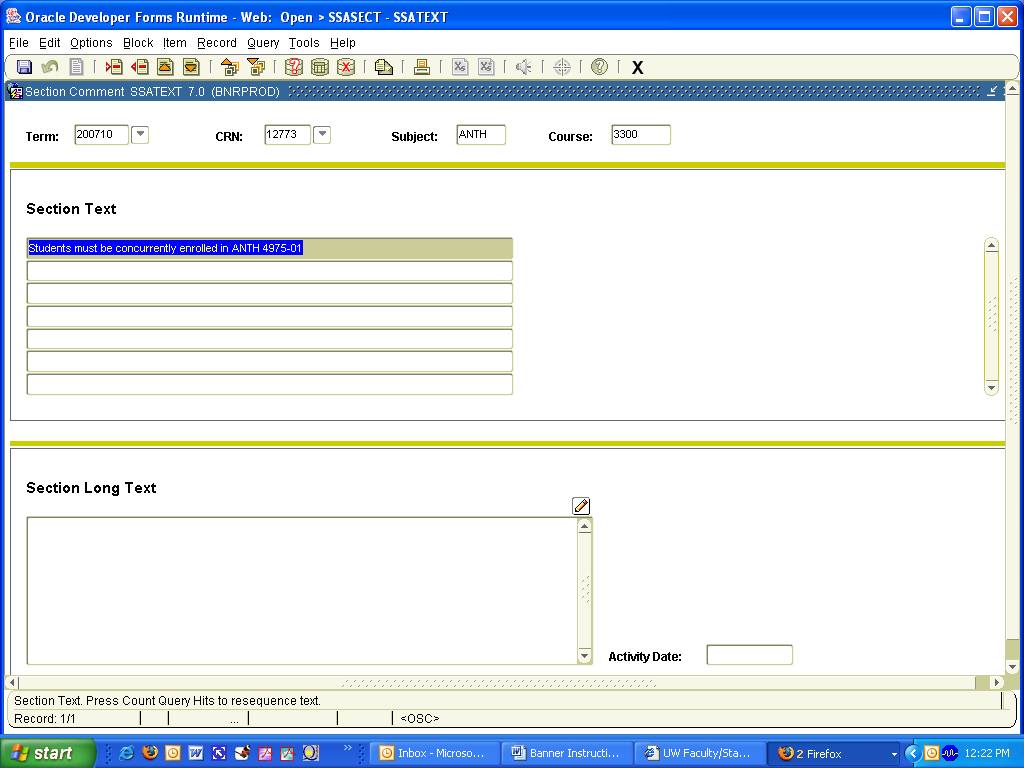 Oracle Developer Forms Runtime - Web: Open > SSASECT - SSATEXT
File Edit Options Block Item Record Query Tools Help
X
Section Comment SSATEXT 7.0 (BNRPROD)
Term: 200710 CRN: 12773 Subject: ANTH Course: 3300
Section Text
Students must be concurrently enrolled in ANTH 4975-01
Section Long Text
Activity Date:
Section Text. Press Count Query Hits to resequence text.
Record: 1/1 ... <OSC>
start Inbox - Microso... Banner Instructi... UW Faculty/Sta... 2 Firefox 12:22 PM